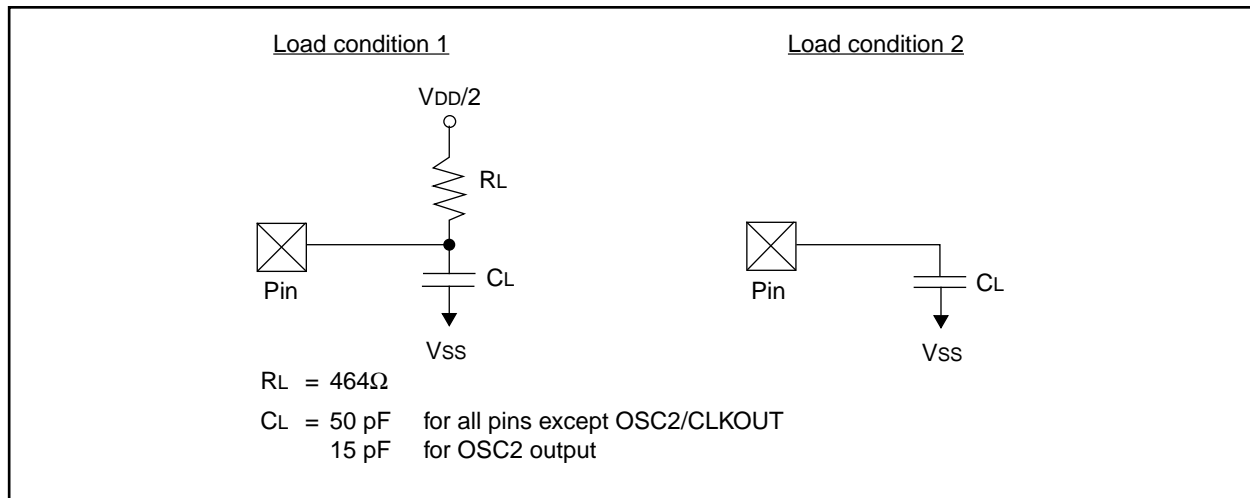 Load condition 1
Load condition 2
VDD/2
RL
Pin
CL
VSS
Pin
CL
VSS
RL = 464Ω
CL = 50 pF for all pins except OSC2/CLKOUT
15 pF for OSC2 output